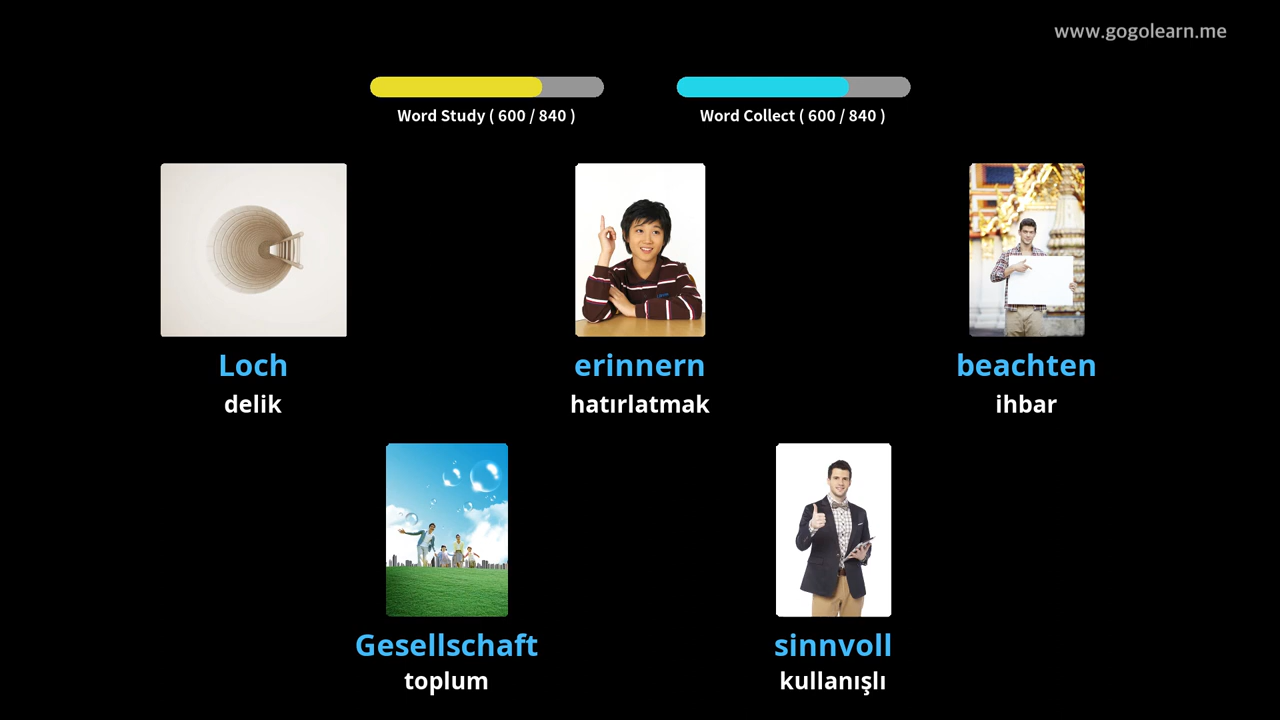 www.gogolearn.me
Word Study ( 600 / 840 )
Word Collect ( 600 / 840 )
Loch
delik
erinnern
hatırlatmak
beachten
ihbar
Gesellschaft
toplum
sinnvoll
kullanışlı